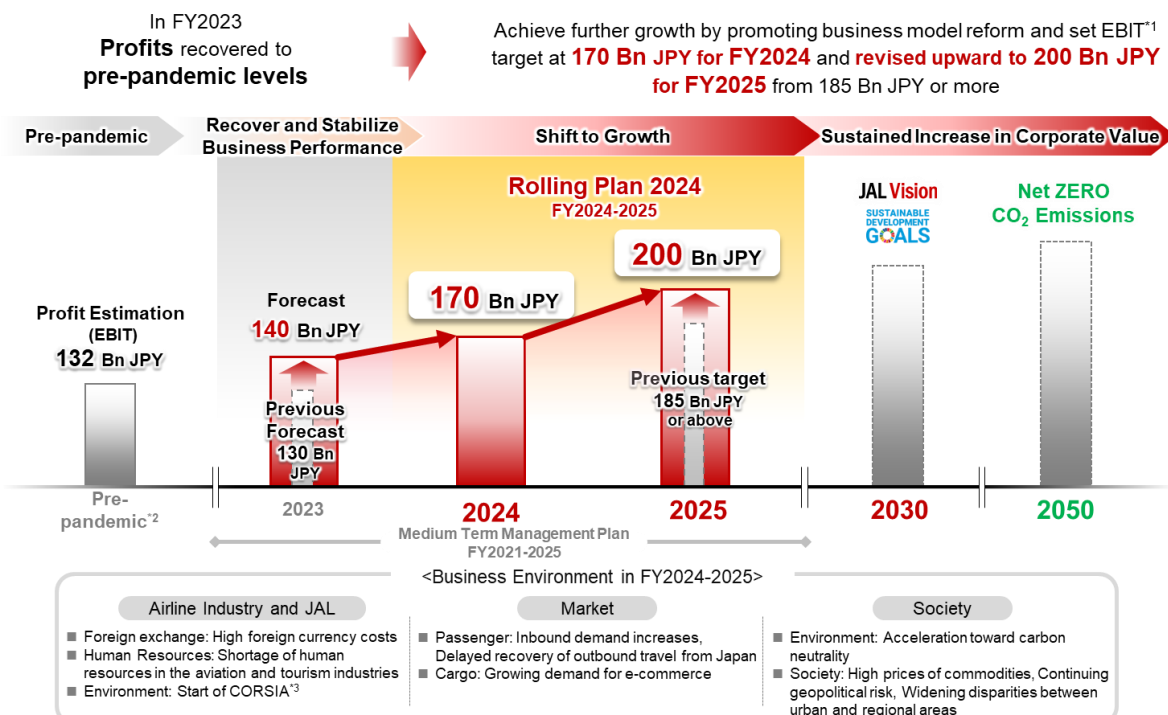 In FY2023
Profits recovered to
pre-pandemic levels
Achieve further growth by promoting business model reform and set EBIT*1
target at 170 Bn JPY for FY2024 and revised upward to 200 Bn JPY
for FY2025 from 185 Bn JPY or more
Pre-pandemic
Recover and Stabilize
Business Performance
Shift to Growth
Sustained Increase in Corporate Value
Rolling Plan 2024
FY2024-2025
JAL Vision
SUSTAINABLE
DEVELOPMENT
GOALS
Net ZERO
CO2 Emissions
Profit Estimation
(EBIT)
132 Bn JPY
Forecast
140 Bn JPY
170 Bn JPY
200 Bn JPY
Previous
Forecast
130 Bn
JPY
Previous target
185 Bn JPY
or above
Pre-
pandemic*2
2023
2024
2025
2030
2050
Medium Term Management Plan
FY2021-2025
<Business Environment in FY2024-2025>
Airline Industry and JAL
Foreign exchange: High foreign currency costs
Human Resources: Shortage of human
resources in the aviation and tourism industries
Environment: Start of CORSIA*3
Market
Passenger: Inbound demand increases,
Delayed recovery of outbound travel from Japan
Cargo: Growing demand for e-commerce
Society
Environment: Acceleration toward carbon
neutrality
Society: High prices of commodities, Continuing
geopolitical risk, Widening disparities between
urban and regional areas